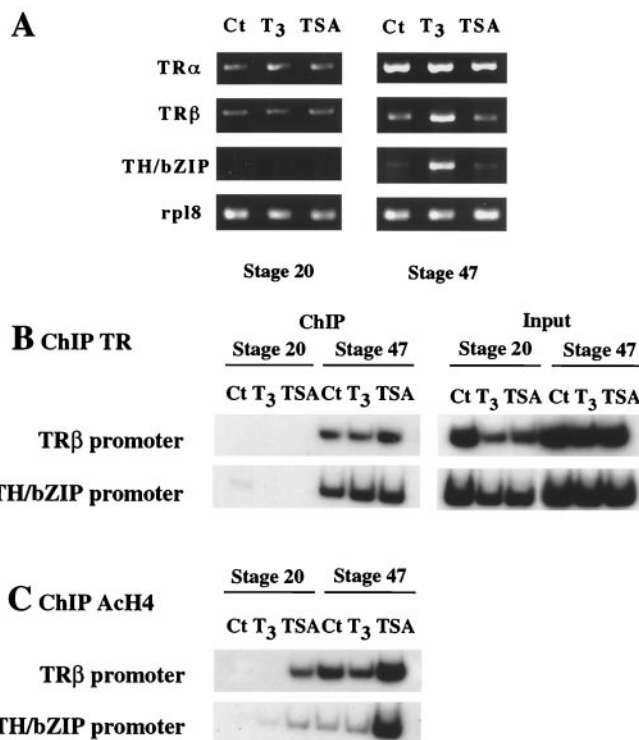 A
Ct T3 TSA Ct T3 TSA
TRα
TRβ
TH/bZIP
rpl8
Stage 20 Stage 47
B ChIP TR
ChIP Input
Stage 20 Stage 47 Stage 20 Stage 47
Ct T3 TSA Ct T3 TSA Ct T3 TSA Ct T3 TSA
TRβ promoter
TH/bZIP promoter
C ChIP AcH4
Stage 20 Stage 47
Ct T3 TSA Ct T3 TSA
TRβ promoter
TH/bZIP promoter